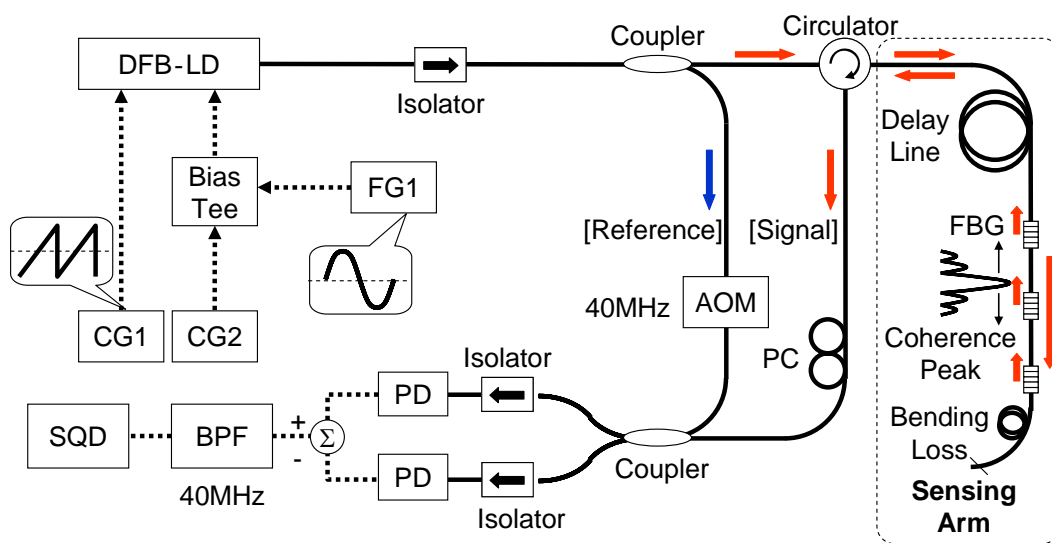 DFB-LD
Isolator
Coupler
Circulator
Delay
Line
Bias
Tee
FG1
[Reference]
[Signal]
FBG
40MHz
AOM
CG1
CG2
PC
Coherence
Peak
Isolator
PD
SQD
BPF
+
Σ
-
40MHz
PD
Isolator
Coupler
Bending
Loss
Sensing
Arm